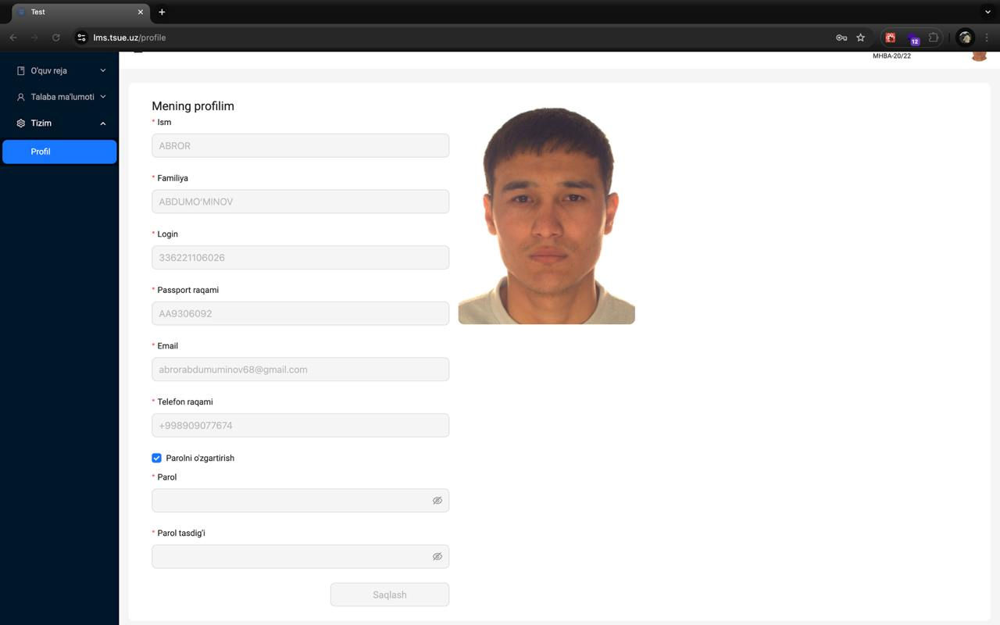 Test
lms.tsue.uz/profile
12
MHBA-20/22
O'quv reja
Talaba ma'lumoti
Tizim
Profil
Mening profilim
* Ism
ABROR
* Familiya
ABDUMO'MINOV
* Login
336221106026
* Passport raqami
AA9306092
* Email
abrorabdumuminov68@gmail.com
* Telefon raqami
+998909077674
Parolni o'zgartirish
* Parol
* Parol tasdig'i
Saqlash